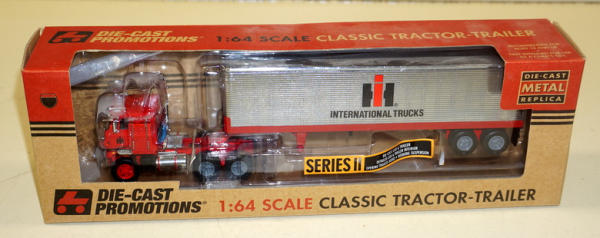 DIE-CAST
PROMOTIONS
1:64 SCALE CLASSIC TRACTOR-TRAILER
DIE-CAST
METAL
REPLICA
IH
INTERNATIONAL TRUCKS
SERIES II
DIE-CAST
PROMOTIONS
1:64 SCALE CLASSIC TRACTOR-TRAILER